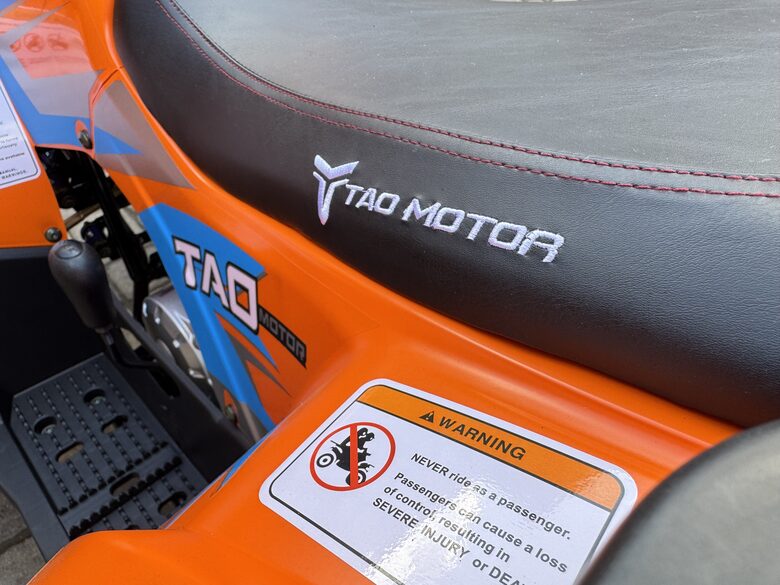 TAO MOTOR
TAO
MOTOR
WARNING
NEVER ride as a passenger.
Passengers can cause a loss
of control, resulting in
SEVERE INJURY or